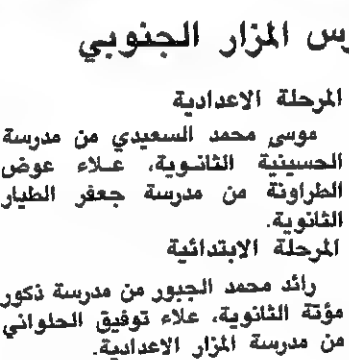 المزار الجنوبي
المرحلة الاعدادية
موسى محمد السعيدي من مدرسة
الحسينية الثانوية، علاء عوض
الطراونة من مدرسة جعفر الطيار
الثانوية.
المرحلة الابتدائية
رائد محمد الجبور من مدرسة ذكور
مؤتة الثانوية، علاء توفيق الحلواني
من مدرسة المزار الاعدادية.